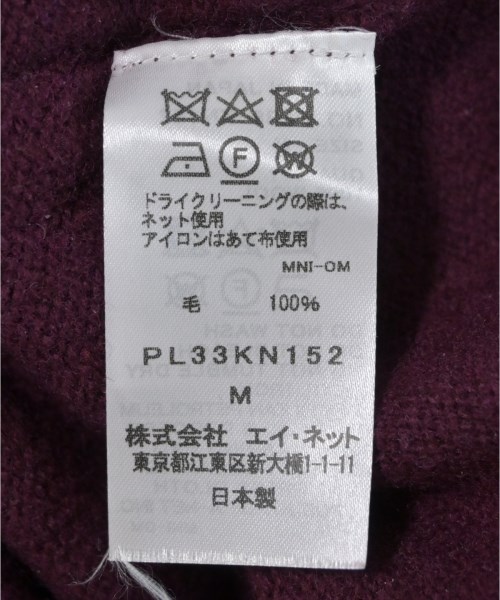 F W
ドライクリーニングの際は、
ネット使用
アイロンはあて布使用
MNI-OM
毛 100%
PL33KN152
M
株式会社 エイ・ネット
東京都江東区新大橋1-1-11
日本製